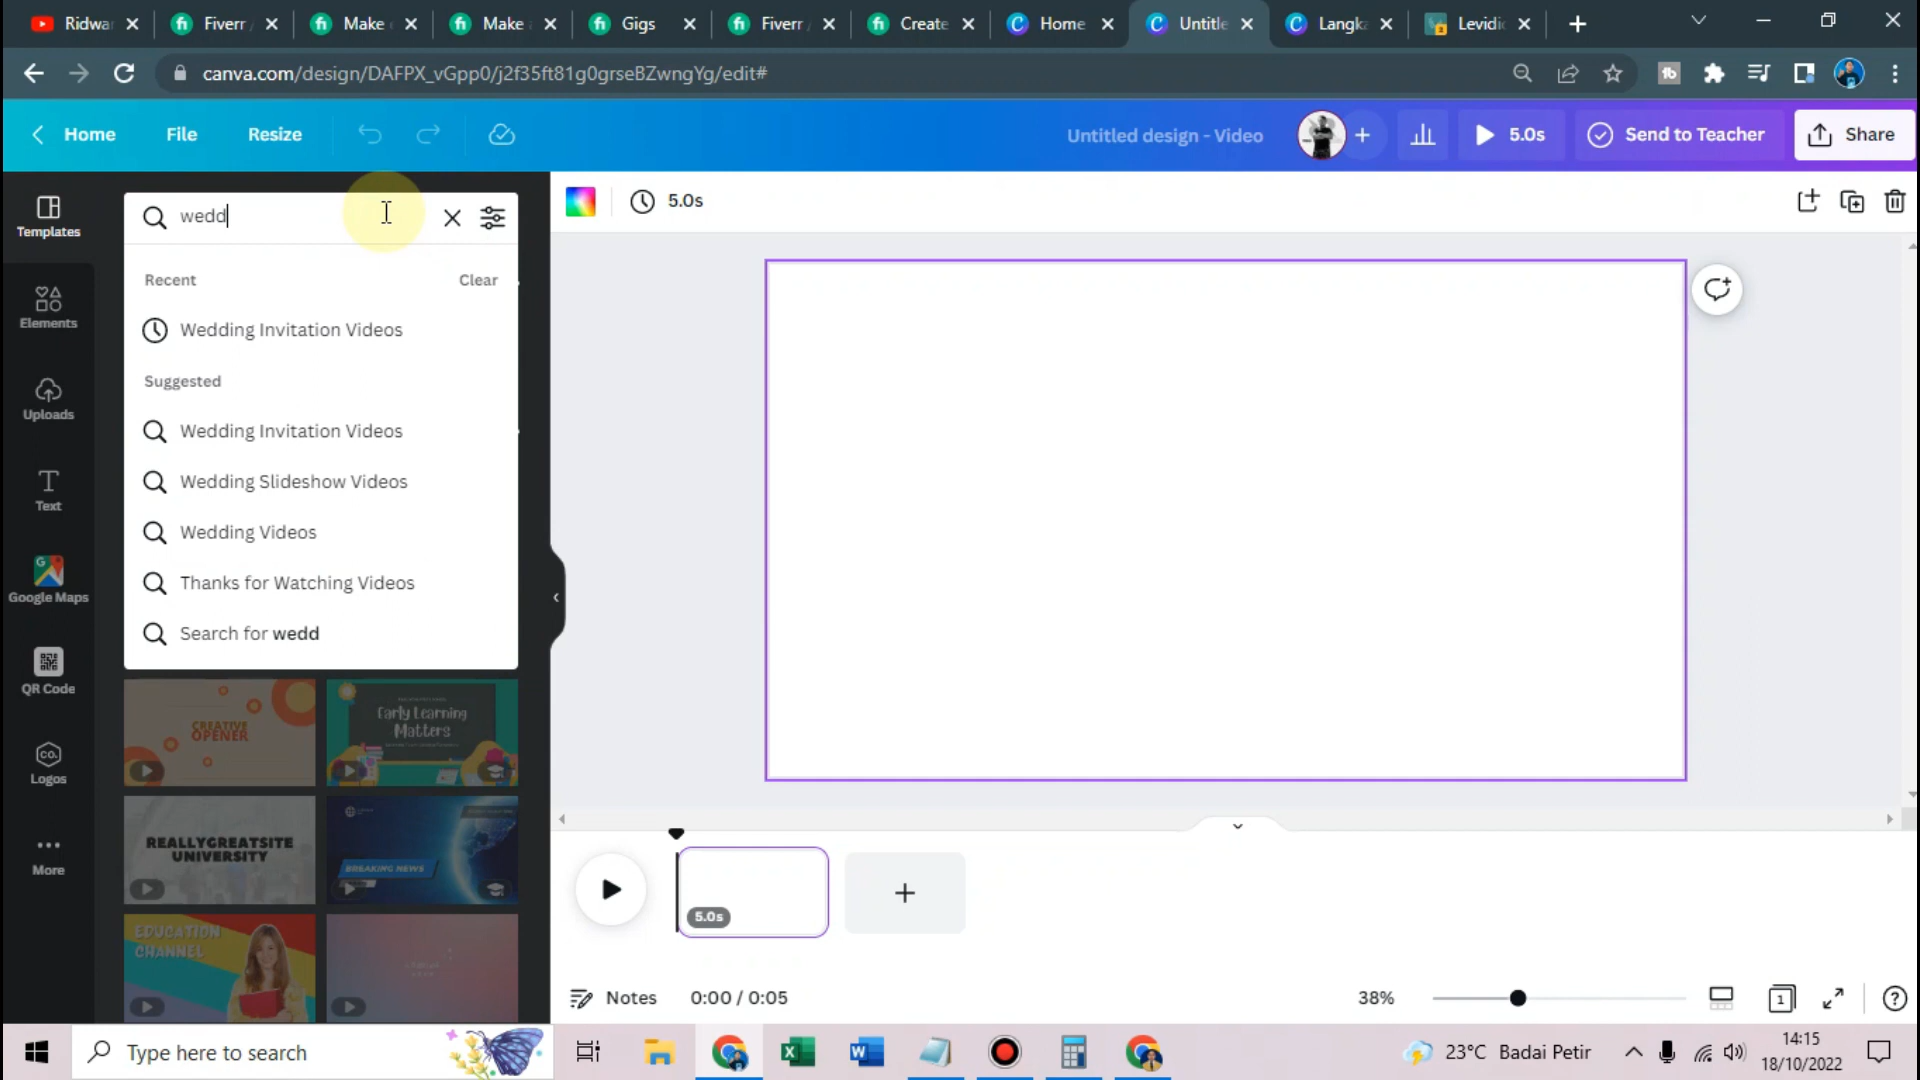 Ridwa
Fiverr
Make
Make
Gigs
Fiverr
Create
Home
Untitle
Langka
Levidi
canva.com/design/DAFPX_vGpp0/j2f35ft81g0grseBZwngYg/edit#
Home
File
Resize
Untitled design - Video
5.0s
Send to Teacher
Share
Templates
Elements
Uploads
Text
Google Maps
QR Code
Logos
More
wedd
Recent
Clear
Wedding Invitation Videos
Suggested
Wedding Invitation Videos
Wedding Slideshow Videos
Wedding Videos
Thanks for Watching Videos
Search for wedd
CREATIVE
OPENER
Early Learning
Matters
REALLYGREATSITE
UNIVERSITY
BREAKING NEWS
EDUCATION
CHANNEL
5.0s
5.0s
Notes
0:00 / 0:05
38%
1
Type here to search
23°C Badai Petir
14:15
18/10/2022